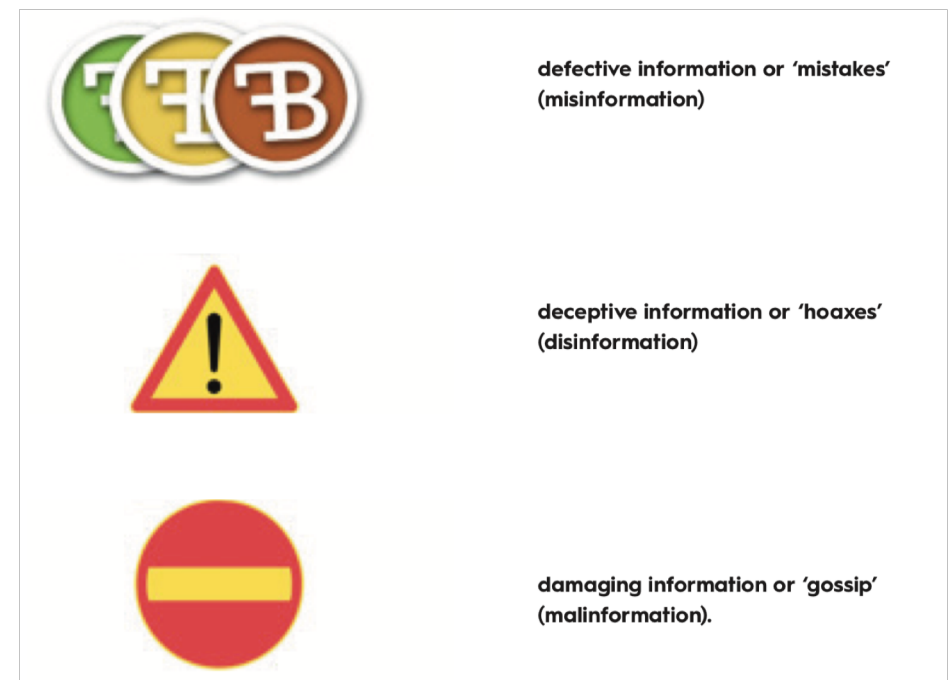 defective information or ‘mistakes’
(misinformation)
deceptive information or ‘hoaxes’
(disinformation)
!
damaging information or ‘gossip’
(malinformation).